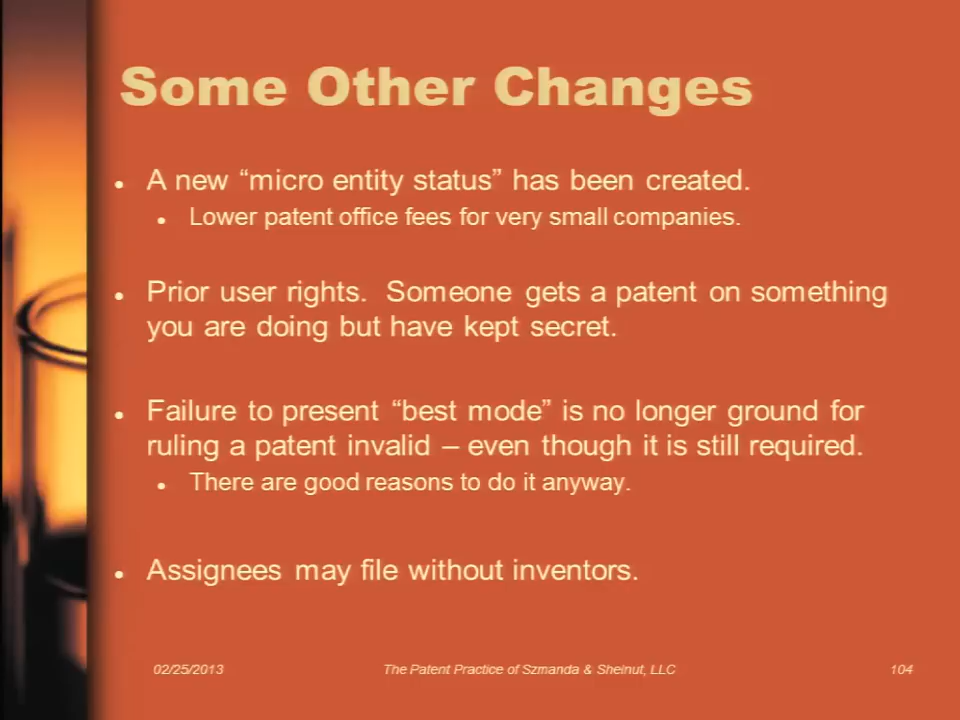 Some Other Changes
• A new “micro entity status” has been created.
• Lower patent office fees for very small companies.
• Prior user rights. Someone gets a patent on something
you are doing but have kept secret.
• Failure to present “best mode” is no longer ground for
ruling a patent invalid – even though it is still required.
• There are good reasons to do it anyway.
• Assignees may file without inventors.
02/25/2013 The Patent Practice of Szmanda & Shelnut, LLC 104